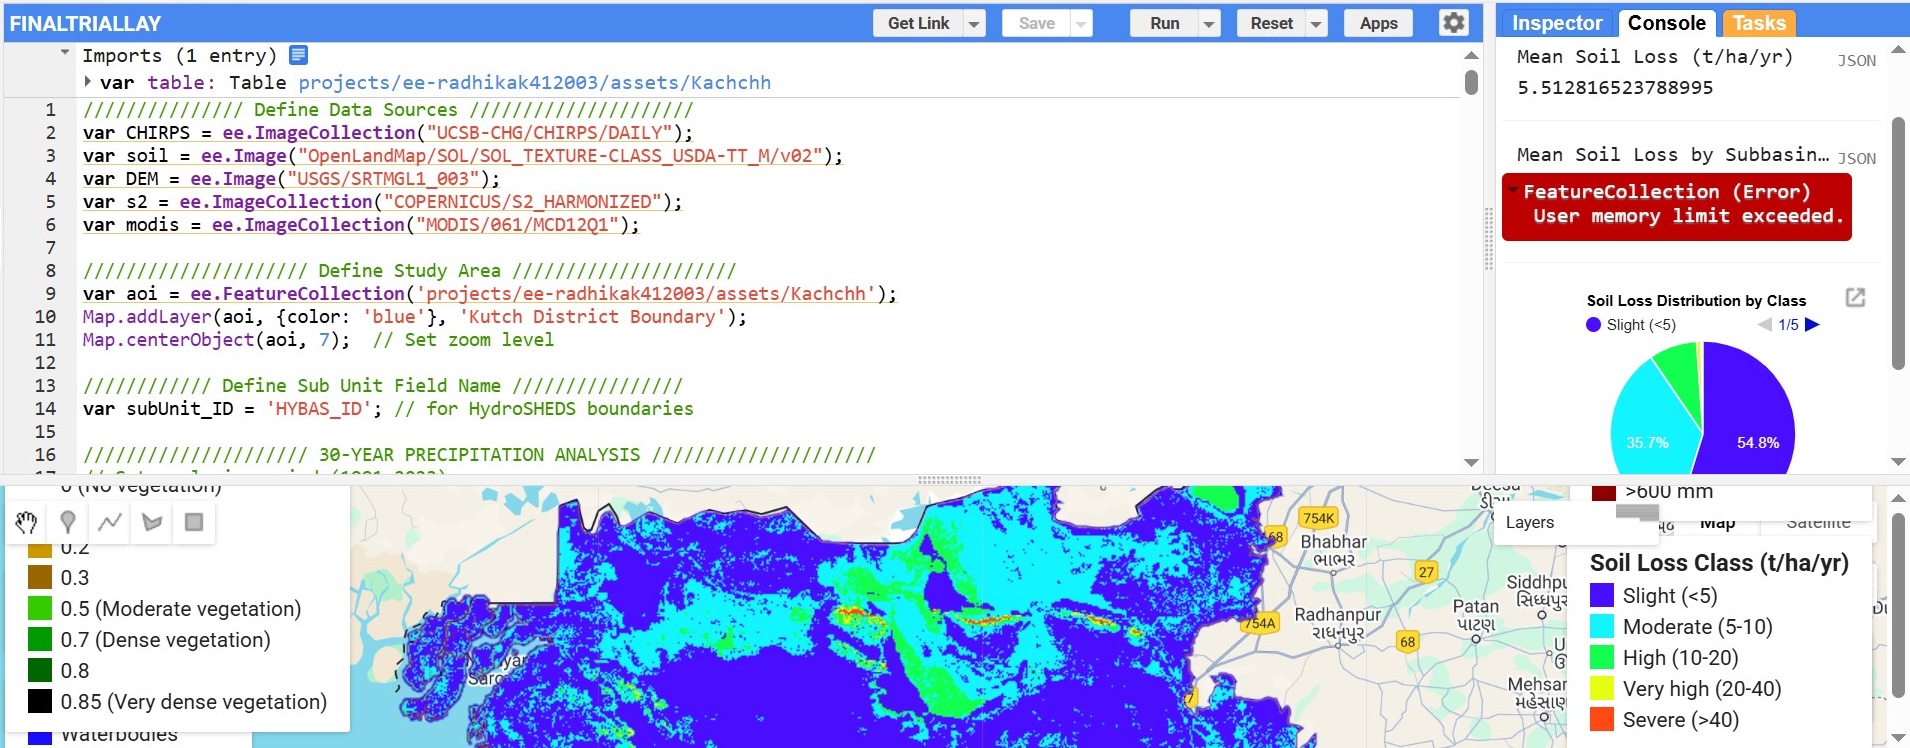 FINALTRIALLAY
Get Link
Save
Run
Reset
Apps
Inspector
Console
Tasks
Imports (1 entry)
var table: Table projects/ee-radhikak412003/assets/Kachchh
1 /////////////// Define Data Sources /////////////////////
2 var CHIRPS = ee.ImageCollection("UCSB-CHG/CHIRPS/DAILY");
3 var soil = ee.Image("OpenLandMap/SOL/SOL_TEXTURE-CLASS_USDA-TT_M/v02");
4 var DEM = ee.Image("USGS/SRTMGL1_003");
5 var s2 = ee.ImageCollection("COPERNICUS/S2_HARMONIZED");
6 var modis = ee.ImageCollection("MODIS/061/MCD12Q1");
7
8 ///////////////////// Define Study Area /////////////////////
9 var aoi = ee.FeatureCollection('projects/ee-radhikak412003/assets/Kachchh');
10 Map.addLayer(aoi, {color: 'blue'}, 'Kutch District Boundary');
11 Map.centerObject(aoi, 7);  // Set zoom level
12
13 //////////// Define Sub Unit Field Name ////////////////
14 var subUnit_ID = 'HYBAS_ID'; // for HydroSHEDS boundaries
15
16 ///////////////////// 30-YEAR PRECIPITATION ANALYSIS /////////////////////
Mean Soil Loss (t/ha/yr)
JSON
5.512816523788995
Mean Soil Loss by Subbasin…
JSON
FeatureCollection (Error)
User memory limit exceeded.
Soil Loss Distribution by Class
Slight (<5)
1/5
35.7%
54.8%
0 (No vegetation)
0.2
0.3
0.5 (Moderate vegetation)
0.7 (Dense vegetation)
0.8
0.85 (Very dense vegetation)
Waterbodies
754K
68
Bhabhar
ભાભર
27
754A
Radhanpur
રાધનપુર
Patan
પાટણ
68
Siddhpu
સિધ્ધપુર
Mehsan
મહેસાણ
7
>600 mm
Layers
Map
Satellite
Soil Loss Class (t/ha/yr)
Slight (<5)
Moderate (5-10)
High (10-20)
Very high (20-40)
Severe (>40)